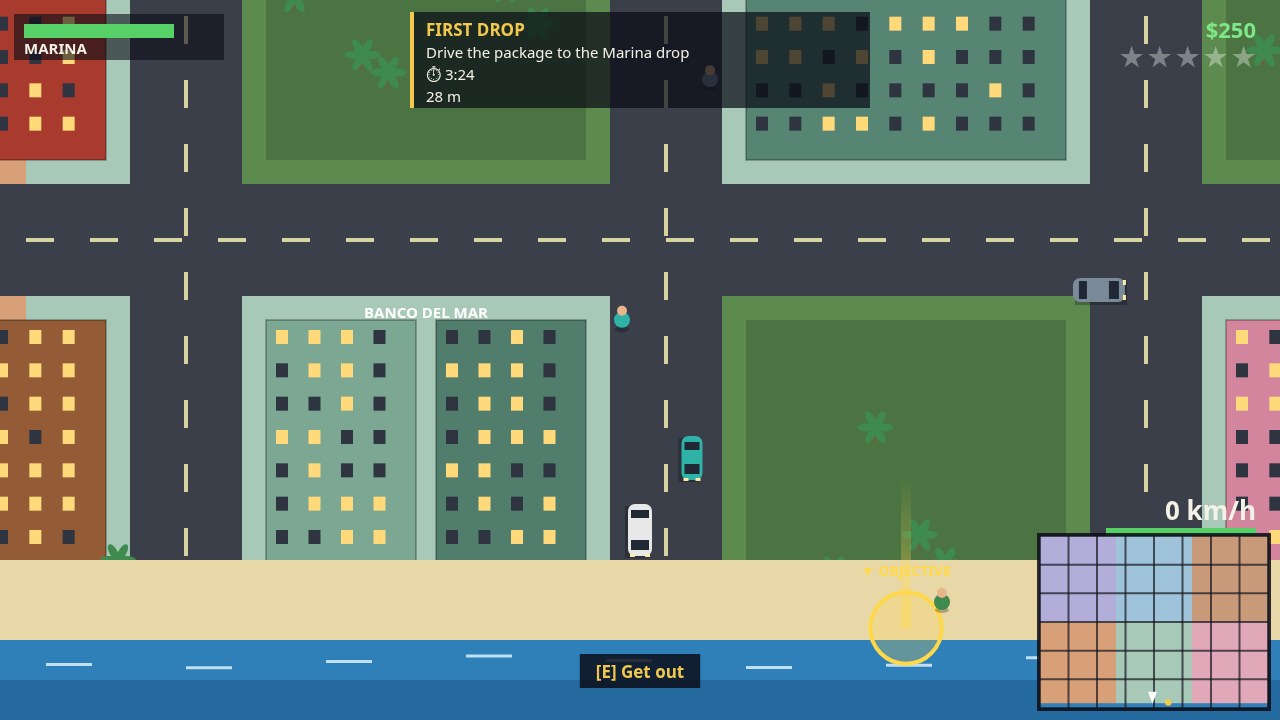 MARINA
FIRST DROP
Drive the package to the Marina drop
⏱ 3:24
28 m
$250
★★★★★
BANCO DEL MAR
0 km/h
▼ OBJECTIVE
[E] Get out